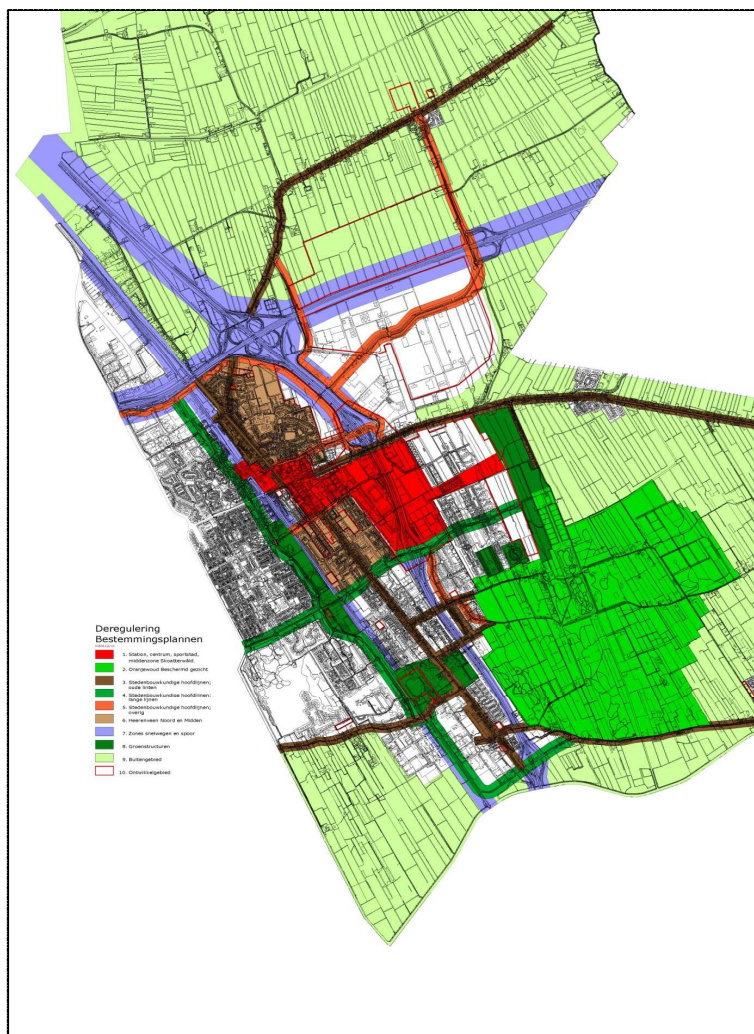 Deregulering
Bestemmingsplannen
1. Station, centrum, sportstad,
middenzone Skoatterwâld.
2. Oranjewoud Beschermd gezicht
3. Stedenbouwkundige hoofdlijnen;
oude linten
4. Stedenbouwkundige hoofdlijnen:
lange lijnen
5. Stedenbouwkundige hoofdlijnen;
overig
6. Heerenveen Noord en Midden
7. Zones snelwegen en spoor
8. Groenstructuren
9. Buitengebied
10. Ontwikkelgebied